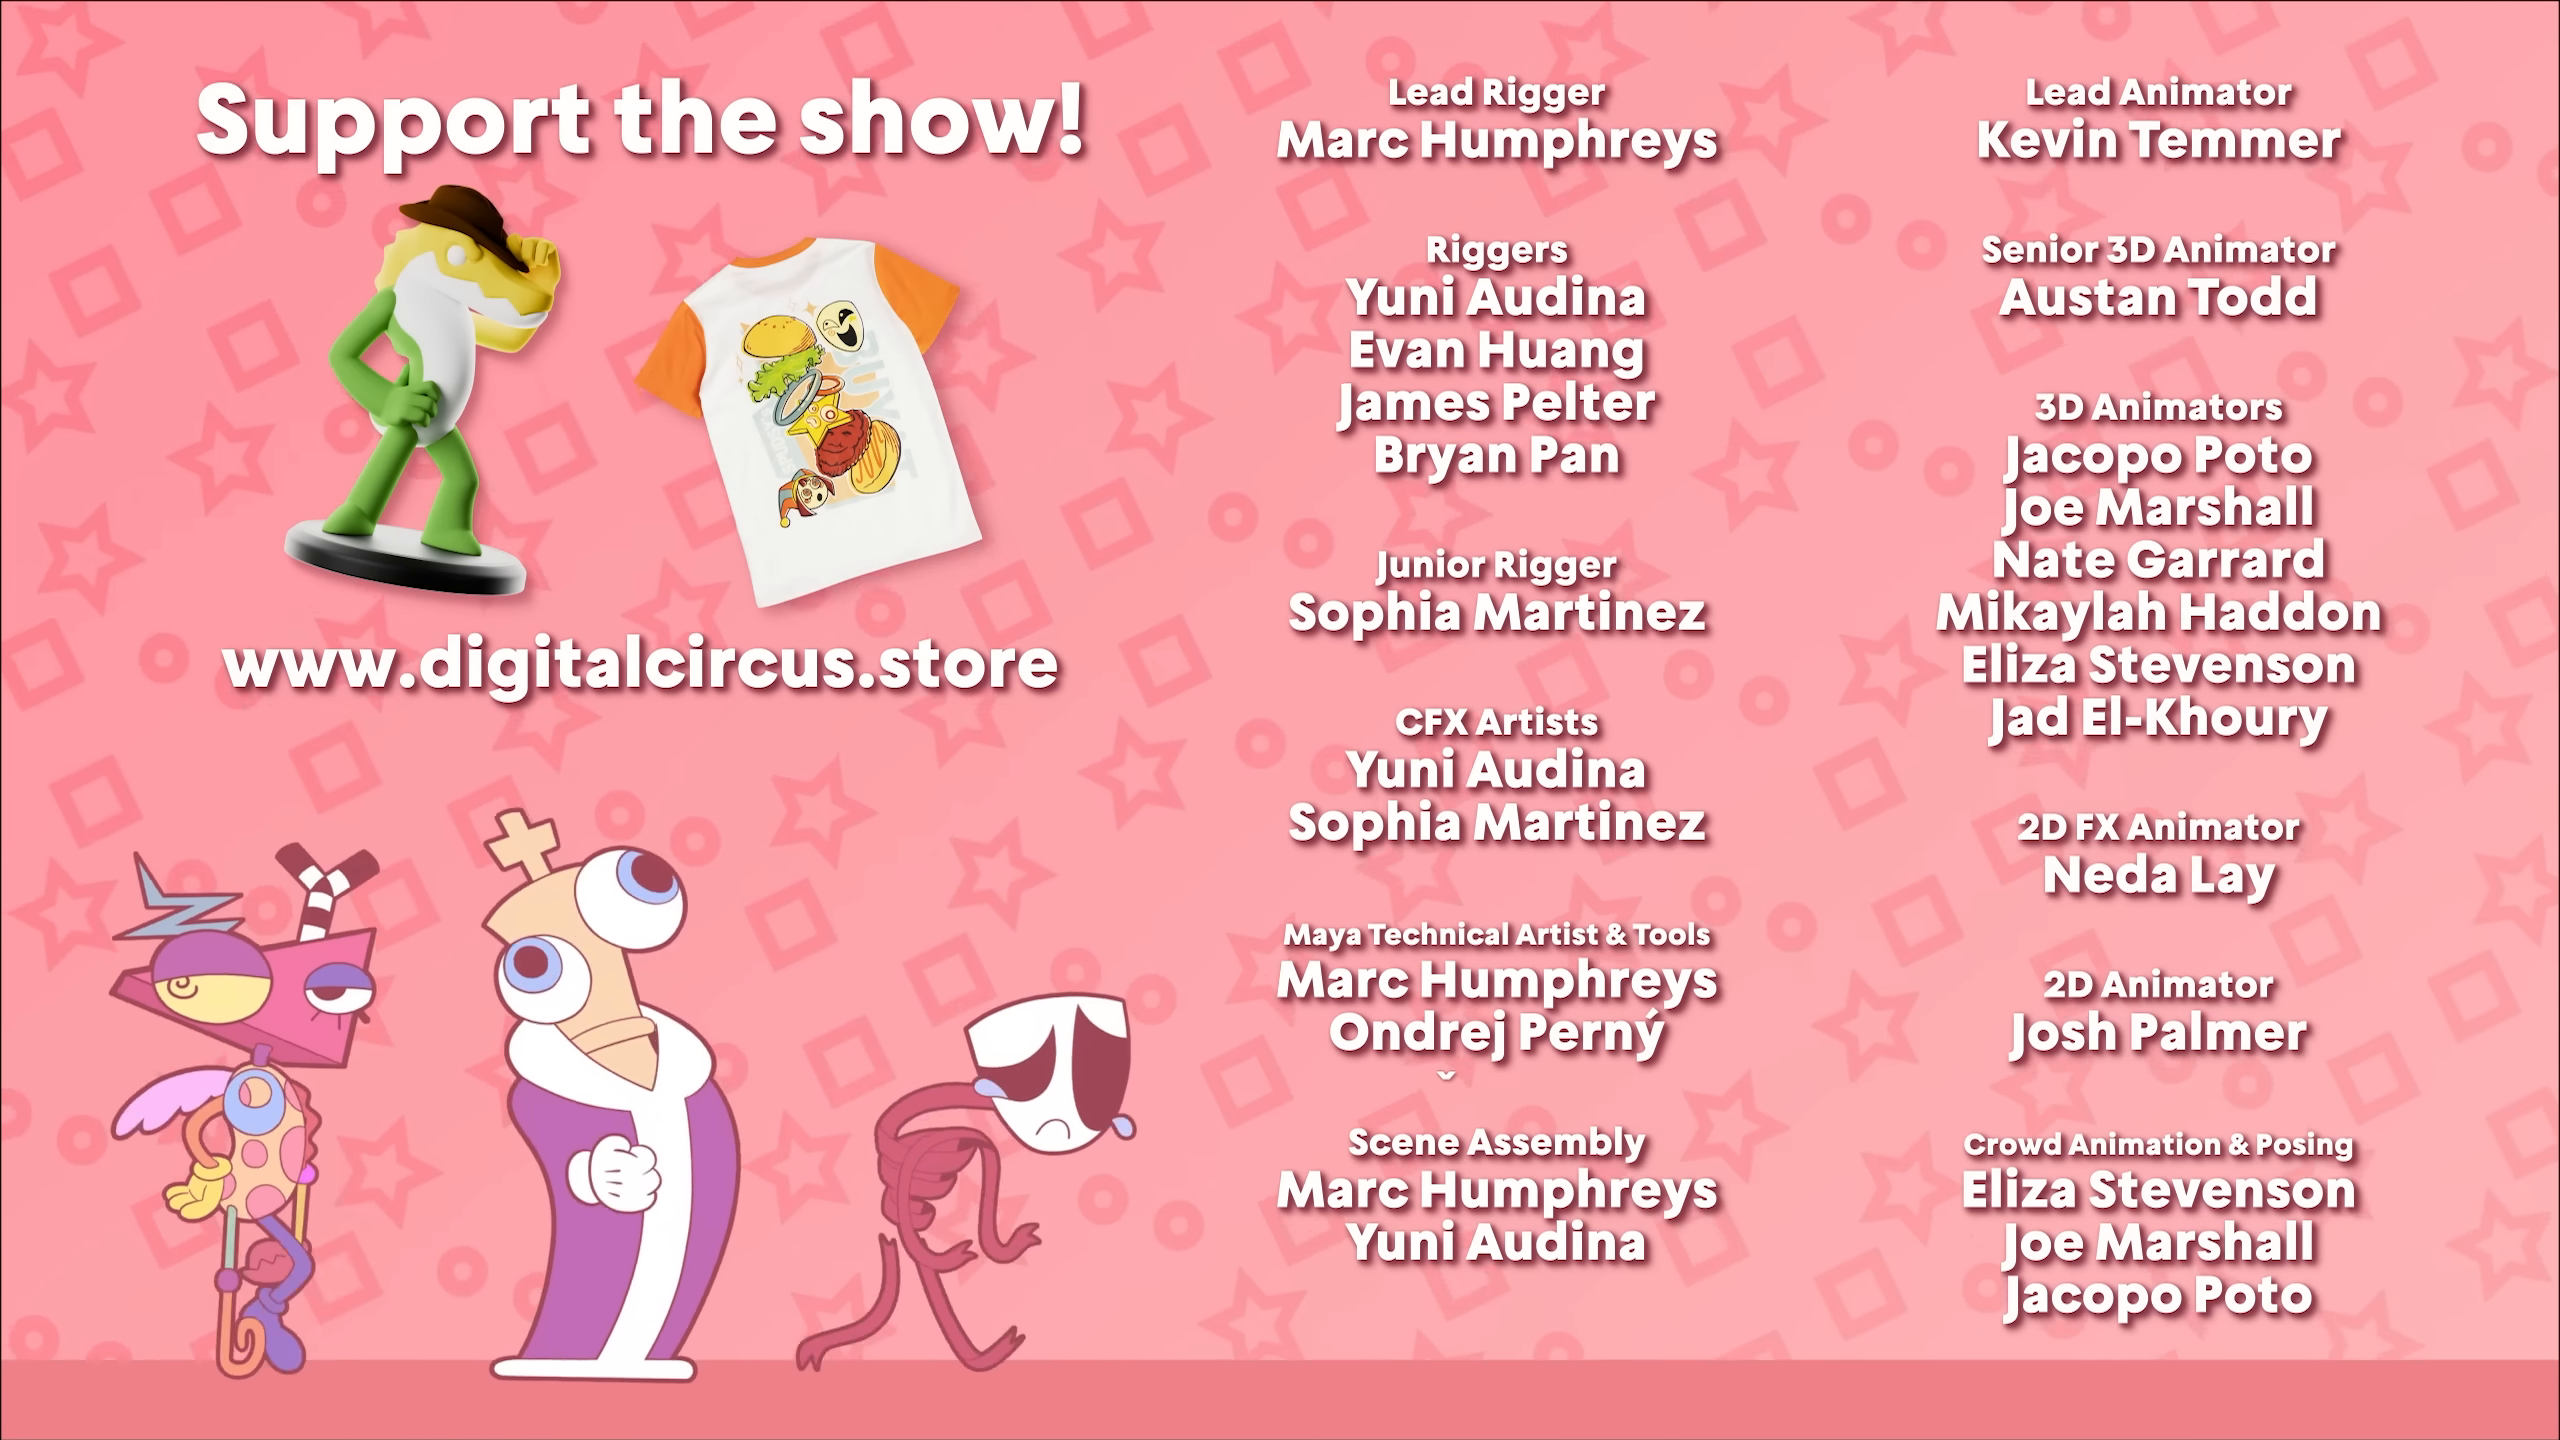 Support the show!
www.digitalcircus.store
Lead Rigger
Marc Humphreys
Riggers
Yuni Audina
Evan Huang
James Pelter
Bryan Pan
Junior Rigger
Sophia Martinez
CFX Artists
Yuni Audina
Sophia Martinez
Maya Technical Artist & Tools
Marc Humphreys
Ondrej Perný
Scene Assembly
Marc Humphreys
Yuni Audina
Lead Animator
Kevin Temmer
Senior 3D Animator
Austan Todd
3D Animators
Jacopo Poto
Joe Marshall
Nate Garrard
Mikaylah Haddon
Eliza Stevenson
Jad El-Khoury
2D FX Animator
Neda Lay
2D Animator
Josh Palmer
Crowd Animation & Posing
Eliza Stevenson
Joe Marshall
Jacopo Poto